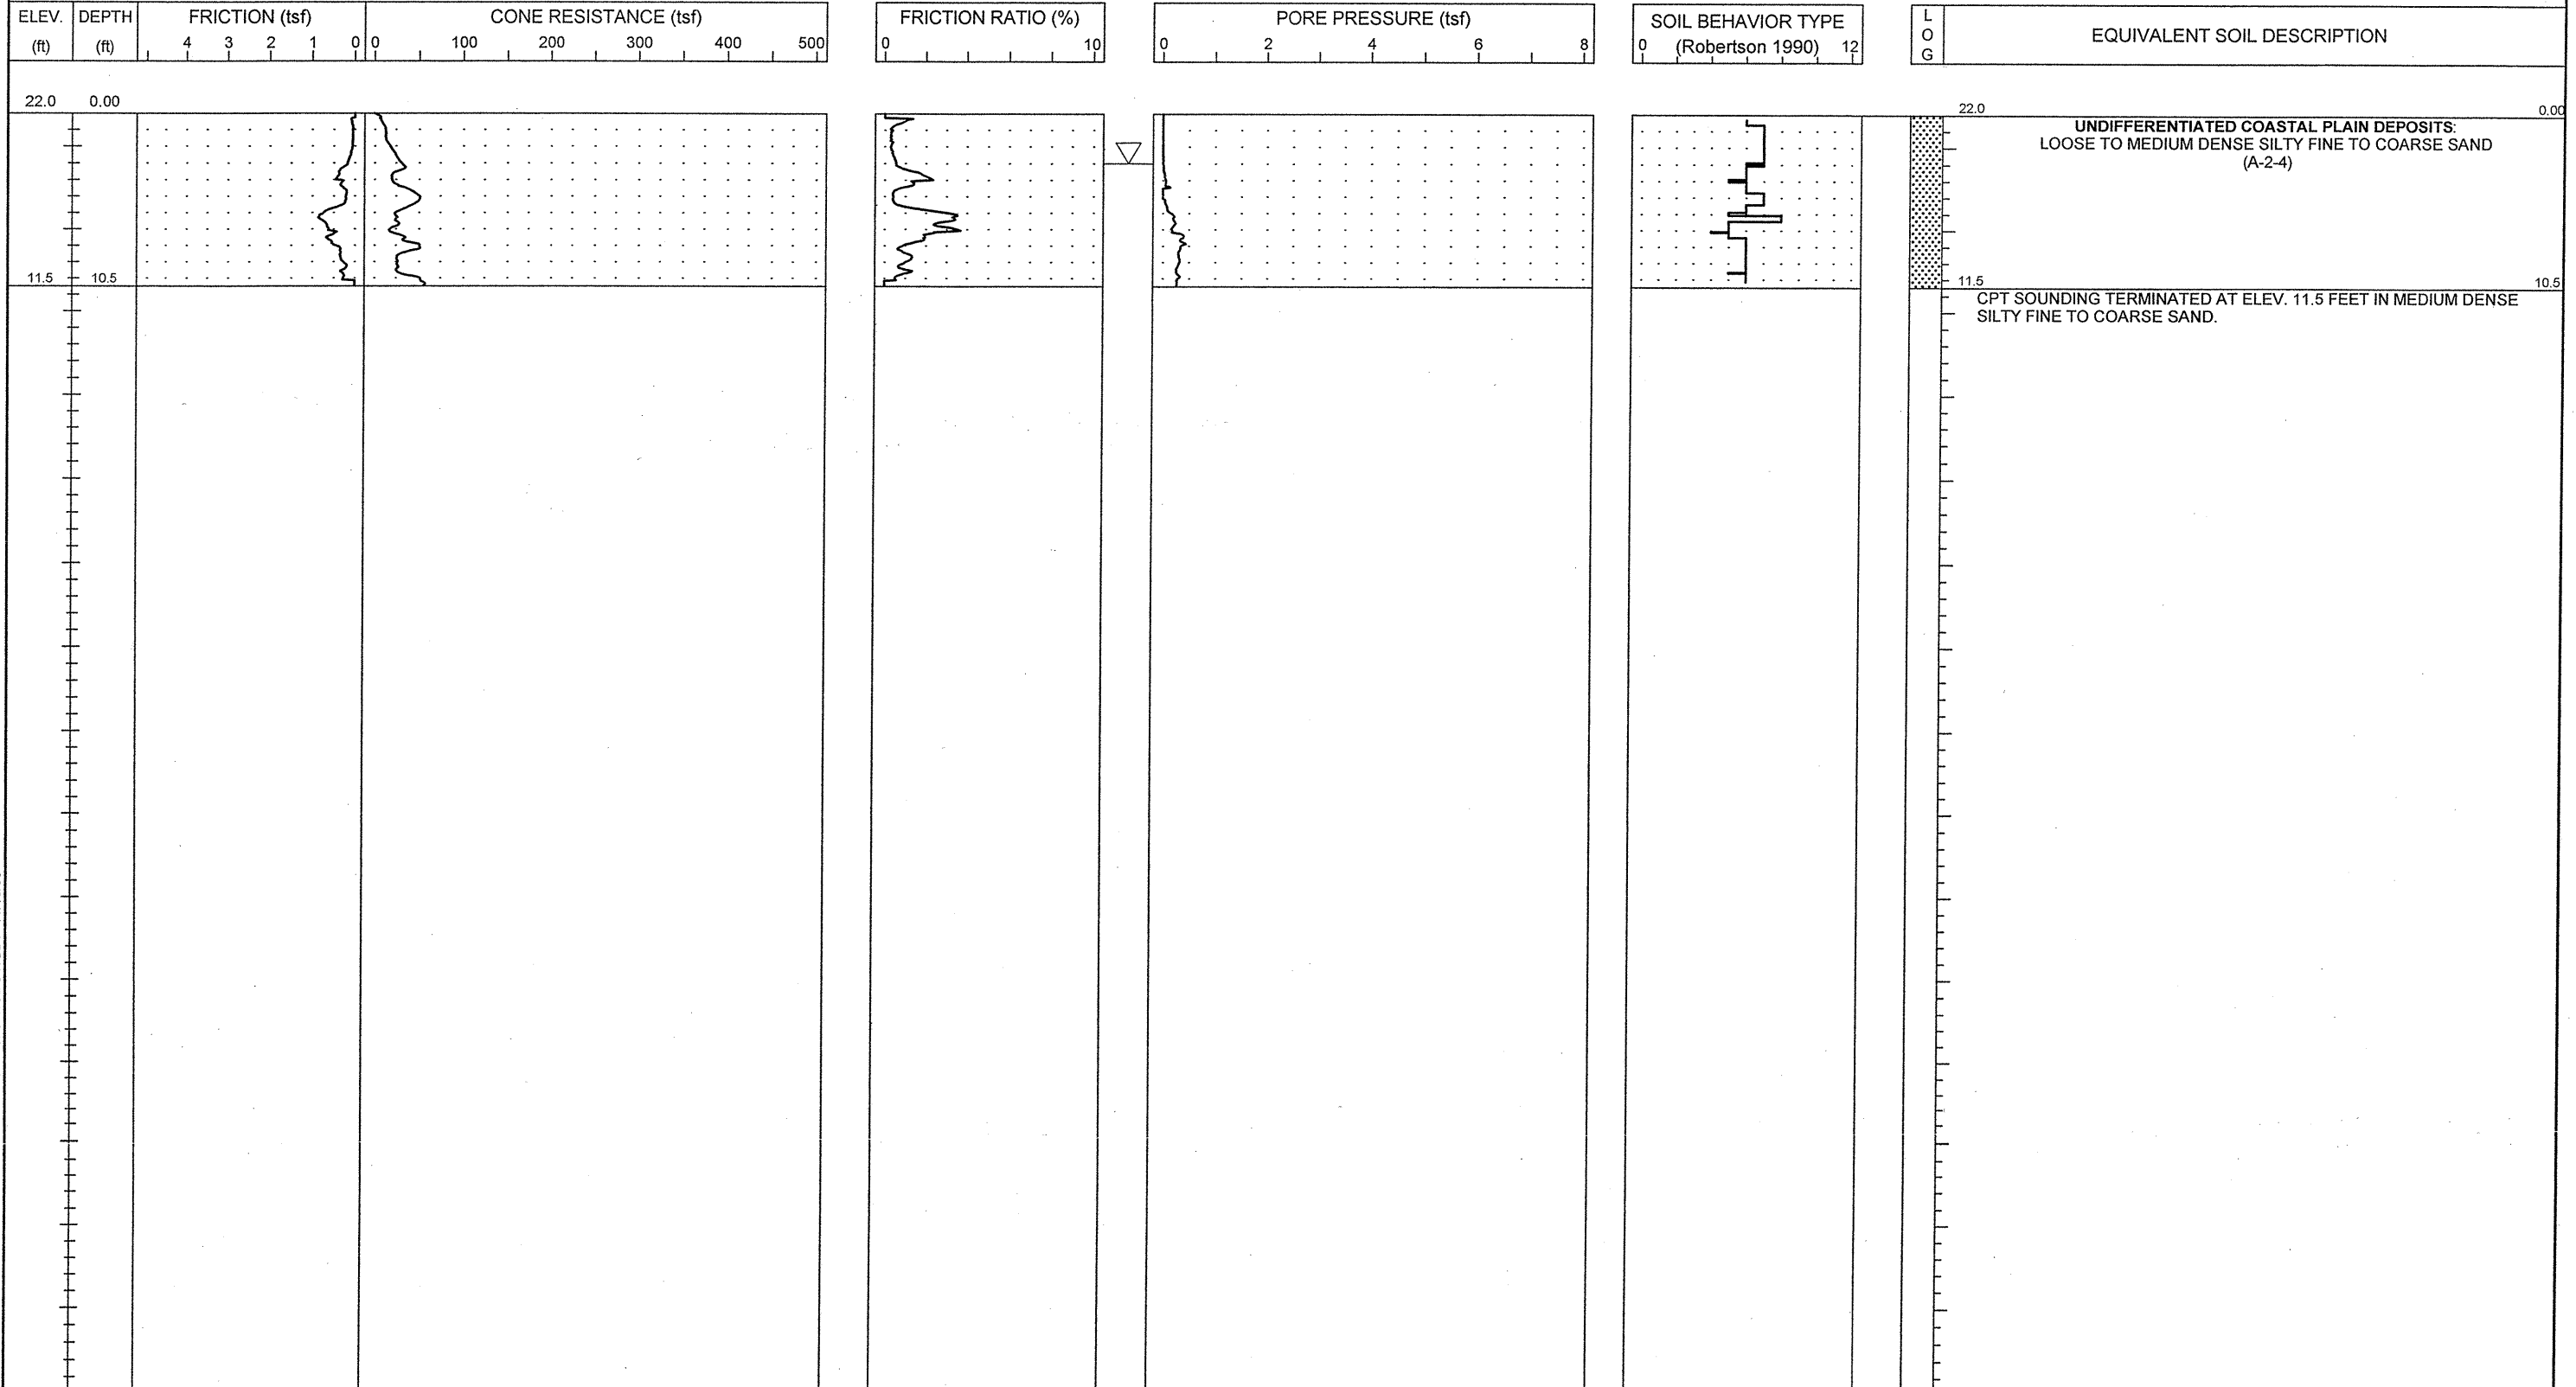 ELEV. DEPTH FRICTION (tsf) CONE RESISTANCE (tsf) FRICTION RATIO (%) PORE PRESSURE (tsf) SOIL BEHAVIOR TYPE L
(ft) (ft) 4 3 2 1 0 0 100 200 300 400 500 0 10 0 2 4 6 8 0 (Robertson 1990) 12 O EQUIVALENT SOIL DESCRIPTION
G
22.0 0.00 22.0 0.00
UNDIFFERENTIATED COASTAL PLAIN DEPOSITS:
LOOSE TO MEDIUM DENSE SILTY FINE TO COARSE SAND
(A-2-4)
11.5 10.5 11.5 10.5
CPT SOUNDING TERMINATED AT ELEV. 11.5 FEET IN MEDIUM DENSE
SILTY FINE TO COARSE SAND.